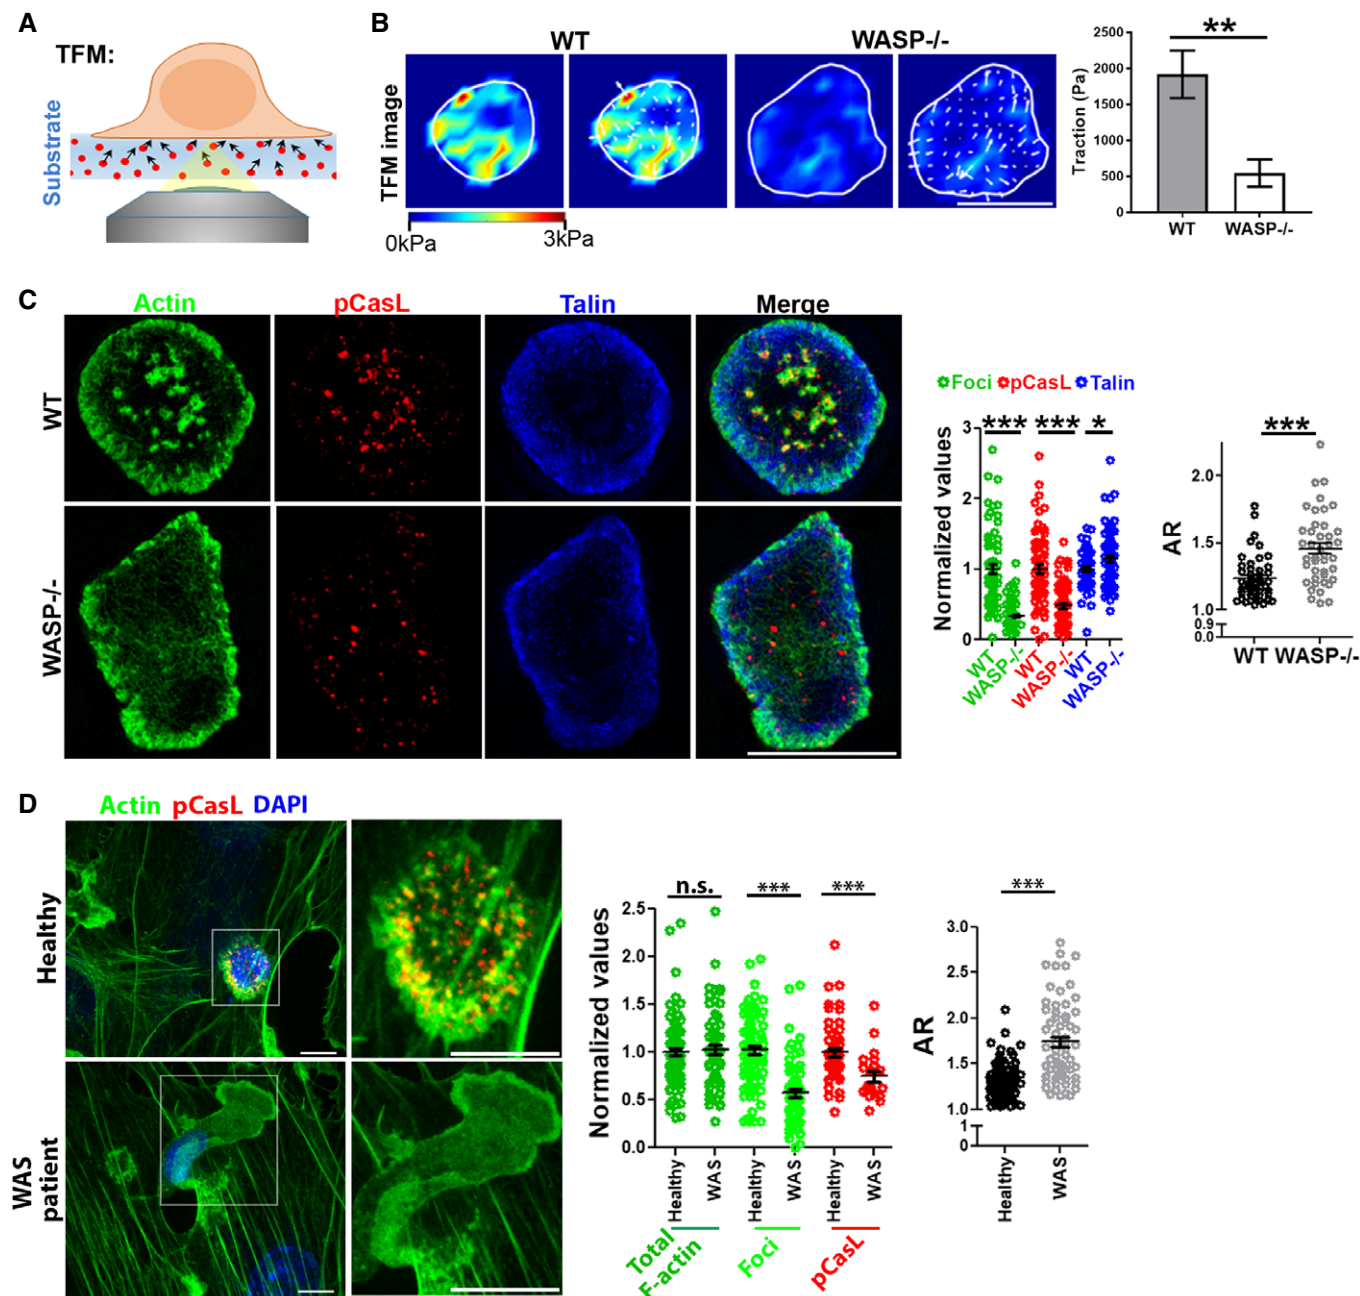 A
TFM:
Substrate
B
WT
WASP-/-
TFM image
0kPa
3kPa
**
Traction (Pa)
2500
2000
1500
1000
500
0
WT
WASP-/-
C
Actin
pCasL
Talin
Merge
WT
WASP-/-
Foci pCasL Talin
*** *** *
Normalized values
3
2
1
0
WT
WASP-/-
WT
WASP-/-
WT
WASP-/-
***
AR
2.0
1.5
1.0
0.9
0.0
WT WASP-/-
D
Actin pCasL DAPI
Healthy
WAS
patient
n.s. *** ***
Normalized values
2.5
2.0
1.5
1.0
0.5
0.0
Healthy
WAS
Healthy
WAS
Healthy
WAS
Total
F-actin
Foci
pCasL
***
AR
3.0
2.5
2.0
1.5
1.0
1
0
Healthy
WAS